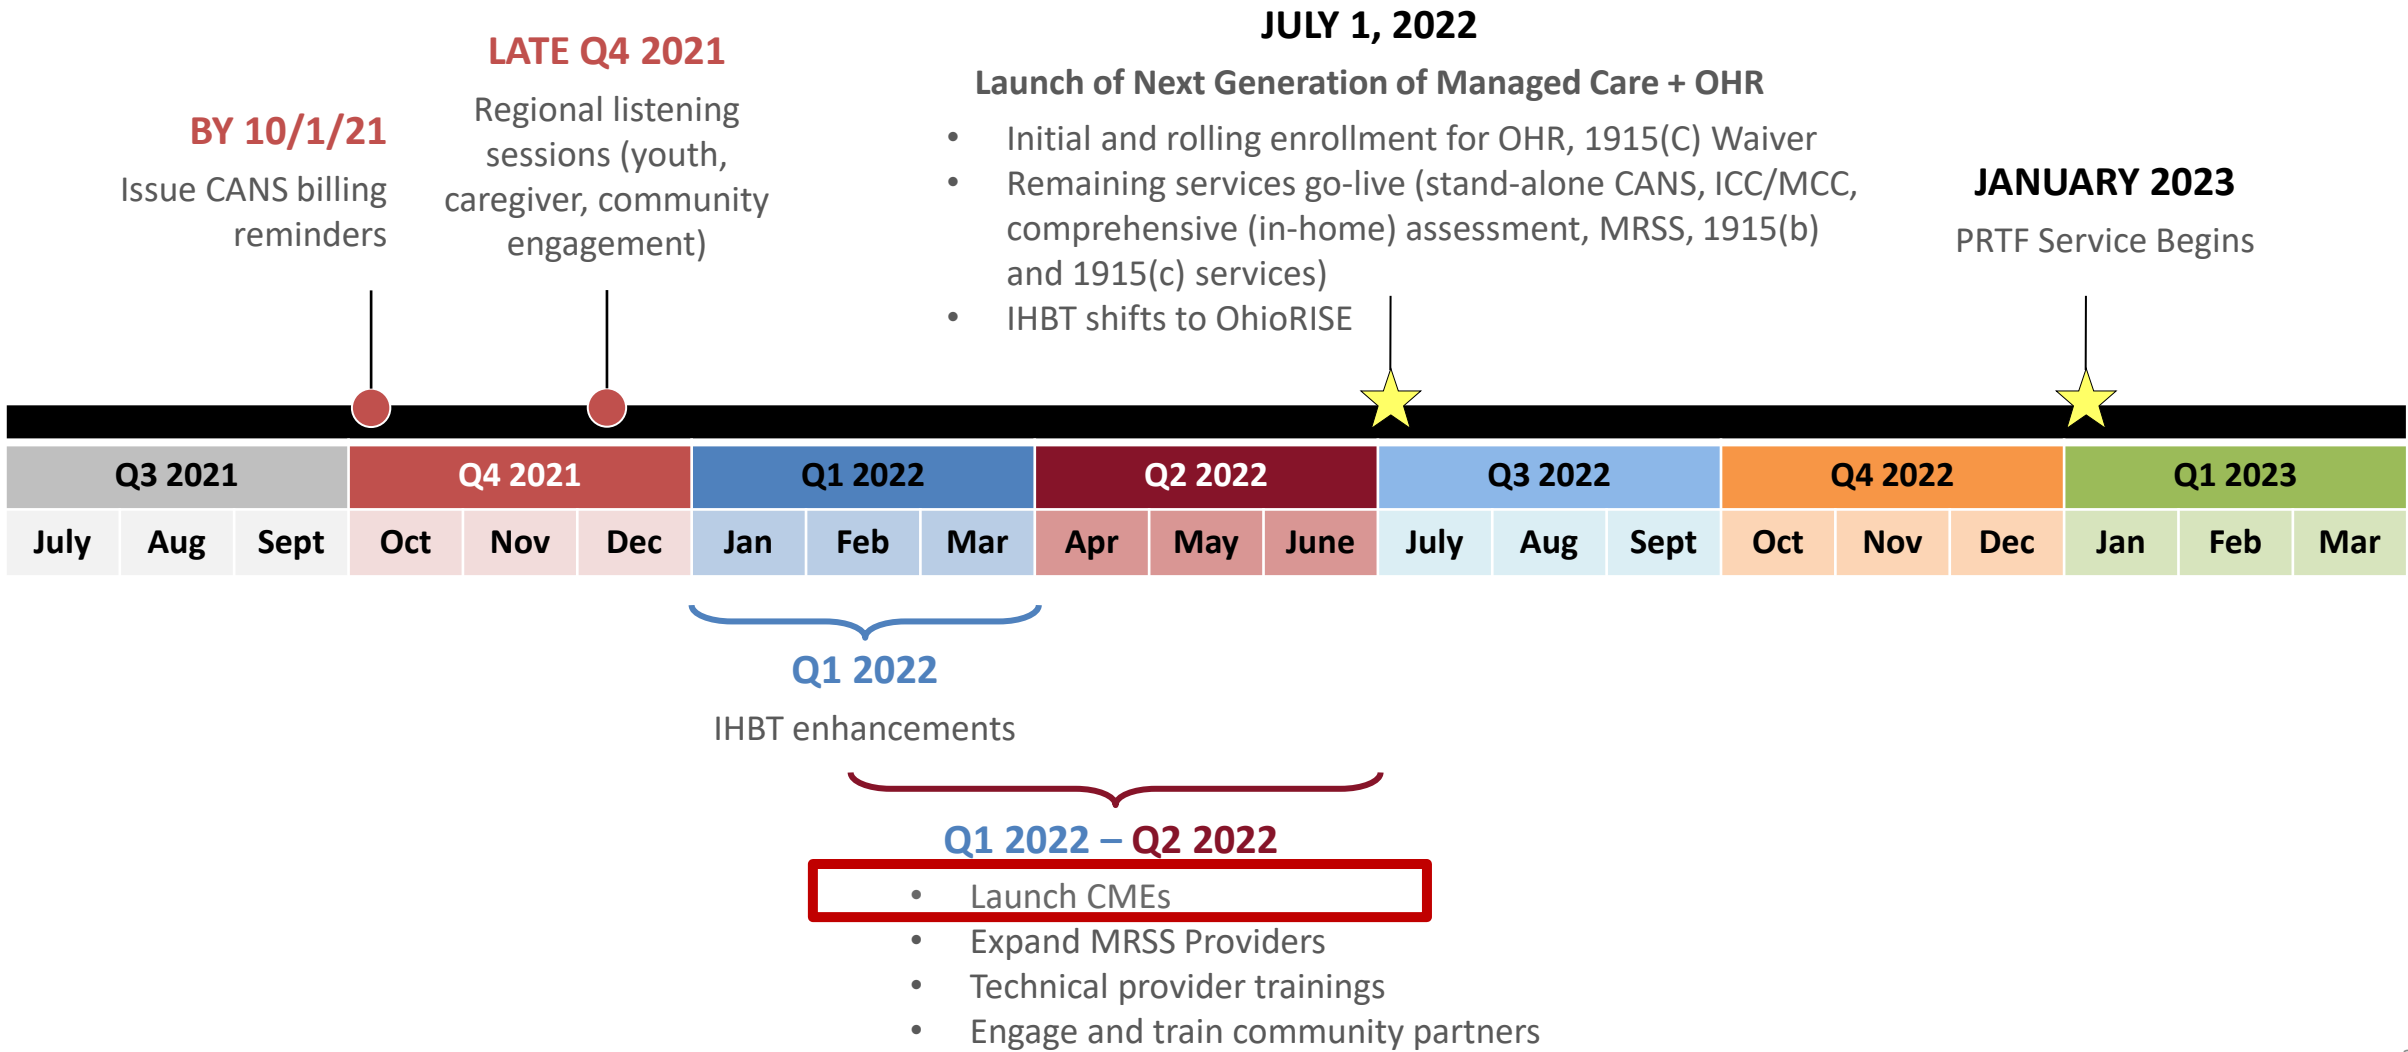 JULY 1, 2022
Launch of Next Generation of Managed Care + OHR
• Initial and rolling enrollment for OHR, 1915(C) Waiver
• Remaining services go-live (stand-alone CANS, ICC/MCC,
comprehensive (in-home) assessment, MRSS, 1915(b)
and 1915(c) services)
• IHBT shifts to OhioRISE
LATE Q4 2021
Regional listening
sessions (youth,
caregiver, community
engagement)
BY 10/1/21
Issue CANS billing
reminders
JANUARY 2023
PRTF Service Begins
Q3 2021 Q4 2021 Q1 2022 Q2 2022 Q3 2022 Q4 2022 Q1 2023
July Aug Sept Oct Nov Dec Jan Feb Mar Apr May June July Aug Sept Oct Nov Dec Jan Feb Mar
Q1 2022
IHBT enhancements
Q1 2022 – Q2 2022
• Launch CMEs
• Expand MRSS Providers
• Technical provider trainings
• Engage and train community partners